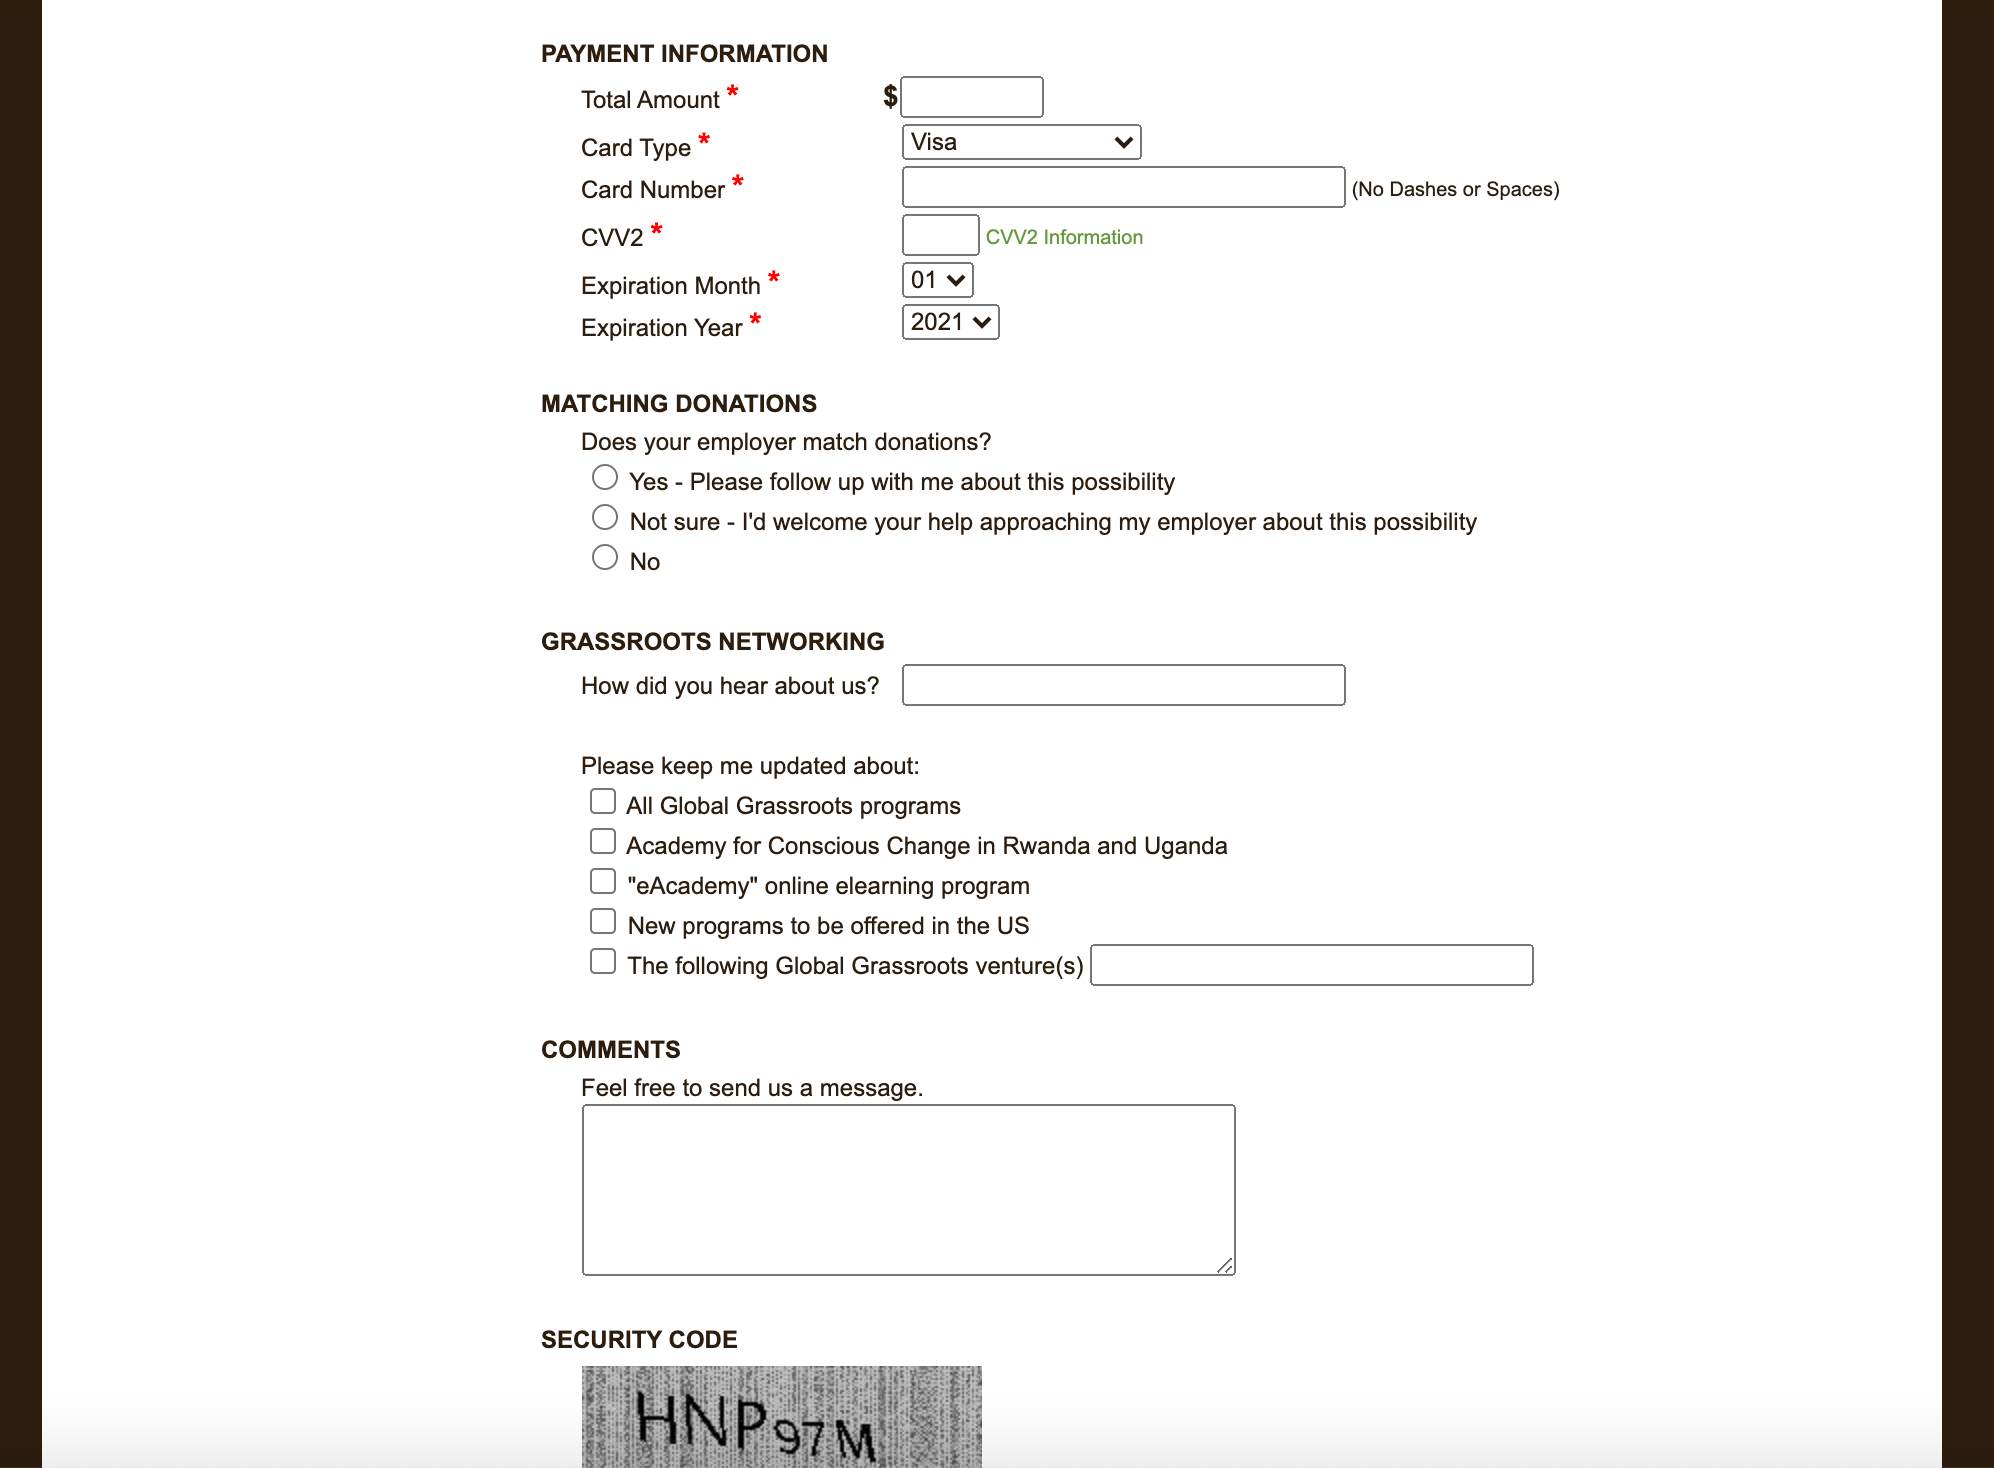 PAYMENT INFORMATION
Total Amount * $
Card Type * Visa
Card Number * (No Dashes or Spaces)
CVV2 * CVV2 Information
Expiration Month * 01
Expiration Year * 2021
MATCHING DONATIONS
Does your employer match donations?
Yes - Please follow up with me about this possibility
Not sure - I'd welcome your help approaching my employer about this possibility
No
GRASSROOTS NETWORKING
How did you hear about us?
Please keep me updated about:
All Global Grassroots programs
Academy for Conscious Change in Rwanda and Uganda
"eAcademy" online elearning program
New programs to be offered in the US
The following Global Grassroots venture(s)
COMMENTS
Feel free to send us a message.
SECURITY CODE
HNP97M